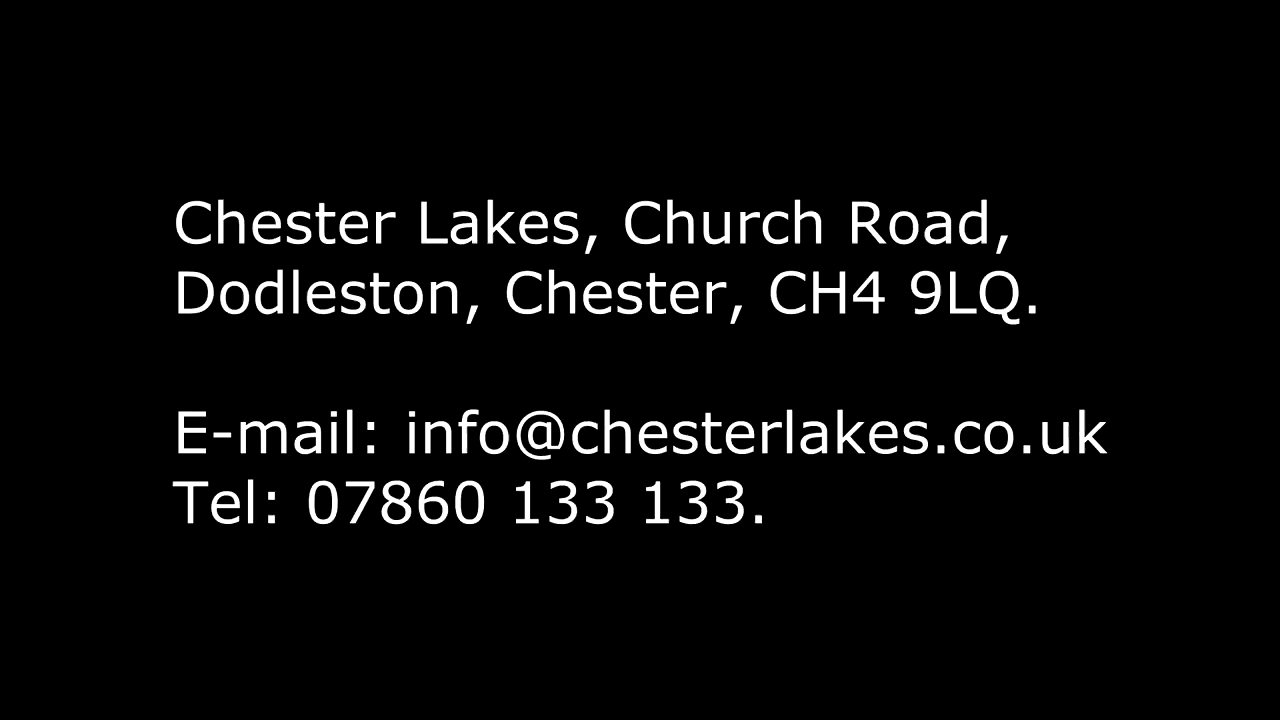 Chester Lakes, Church Road,
Dodleston, Chester, CH4 9LQ.
E-mail: info@chesterlakes.co.uk
Tel: 07860 133 133.